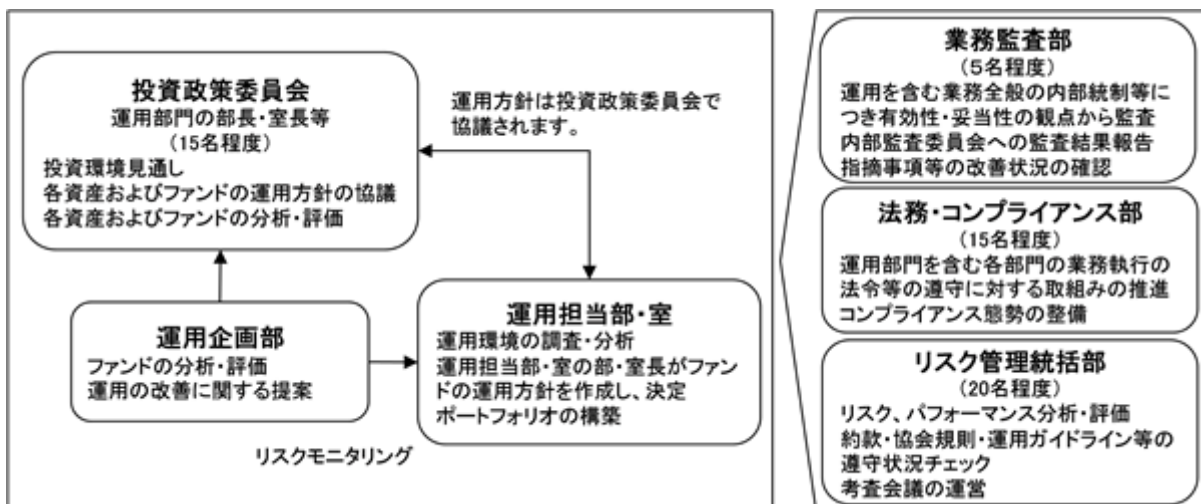 投資政策委員会
運用部門の部長・室長等
（15名程度）
投資環境見通し
各資産およびファンドの運用方針の協議
各資産およびファンドの分析・評価
運用方針は投資政策委員会で
協議されます。
運用企画部
ファンドの分析・評価
運用の改善に関する提案
運用担当部・室
運用環境の調査・分析
運用担当部・室の部・室長がファン
ドの運用方針を作成し、決定
ポートフォリオの構築
リスクモニタリング
業務監査部
（5名程度）
運用を含む業務全般の内部統制等に
つき有効性・妥当性の観点から監査
内部監査委員会への監査結果報告
指摘事項等の改善状況の確認
法務・コンプライアンス部
（15名程度）
運用部門を含む各部門の業務執行の
法令等の遵守に対する取組みの推進
コンプライアンス態勢の整備
リスク管理統括部
（20名程度）
リスク、パフォーマンス分析・評価
約款・協会規則・運用ガイドライン等の
遵守状況チェック
考査会議の運営